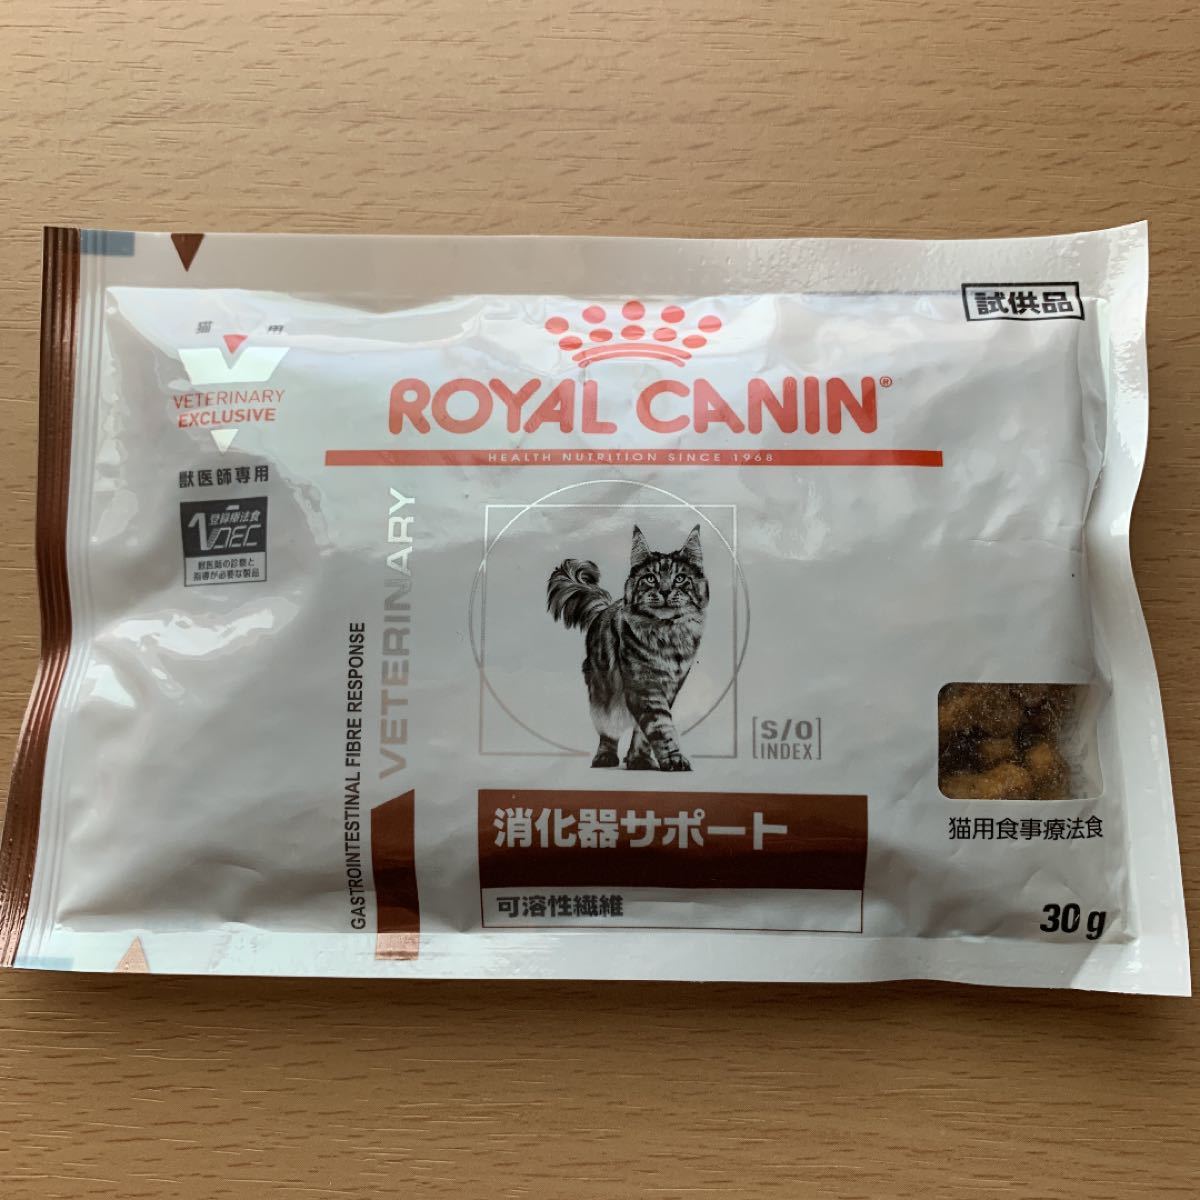 試供品
猫 用
VETERINARY
EXCLUSIVE
獣医師専用
登録療法食
VDEC
獣医師の診察と
指導が必要な製品
ROYAL CANIN®
HEALTH NUTRITION SINCE 1968
VETERINARY
GASTROINTESTINAL FIBRE RESPONSE
[S/O
INDEX]
消化器サポート
可溶性繊維
猫用食事療法食
30g